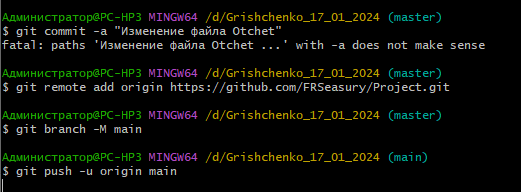 Администратор@PC-HP3 MINGW64 /d/Grishchenko_17_01_2024 (master)
$ git commit -a "Изменение файла Otchet"
fatal: paths 'Изменение файла Otchet ...' with -a does not make sense
Администратор@PC-HP3 MINGW64 /d/Grishchenko_17_01_2024 (master)
$ git remote add origin https://github.com/FRSeasury/Project.git
Администратор@PC-HP3 MINGW64 /d/Grishchenko_17_01_2024 (master)
$ git branch -M main
Администратор@PC-HP3 MINGW64 /d/Grishchenko_17_01_2024 (main)
$ git push -u origin main